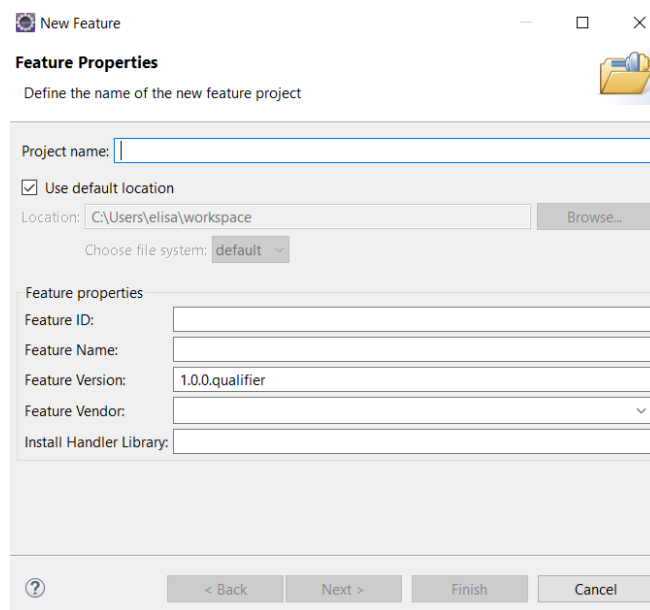 New Feature
Feature Properties
Define the name of the new feature project
Project name:
Use default location
Location: C:\Users\elisa\workspace Browse...
Choose file system: default
Feature properties
Feature ID:
Feature Name:
Feature Version: 1.0.0.qualifier
Feature Vendor:
Install Handler Library:
? < Back Next > Finish Cancel